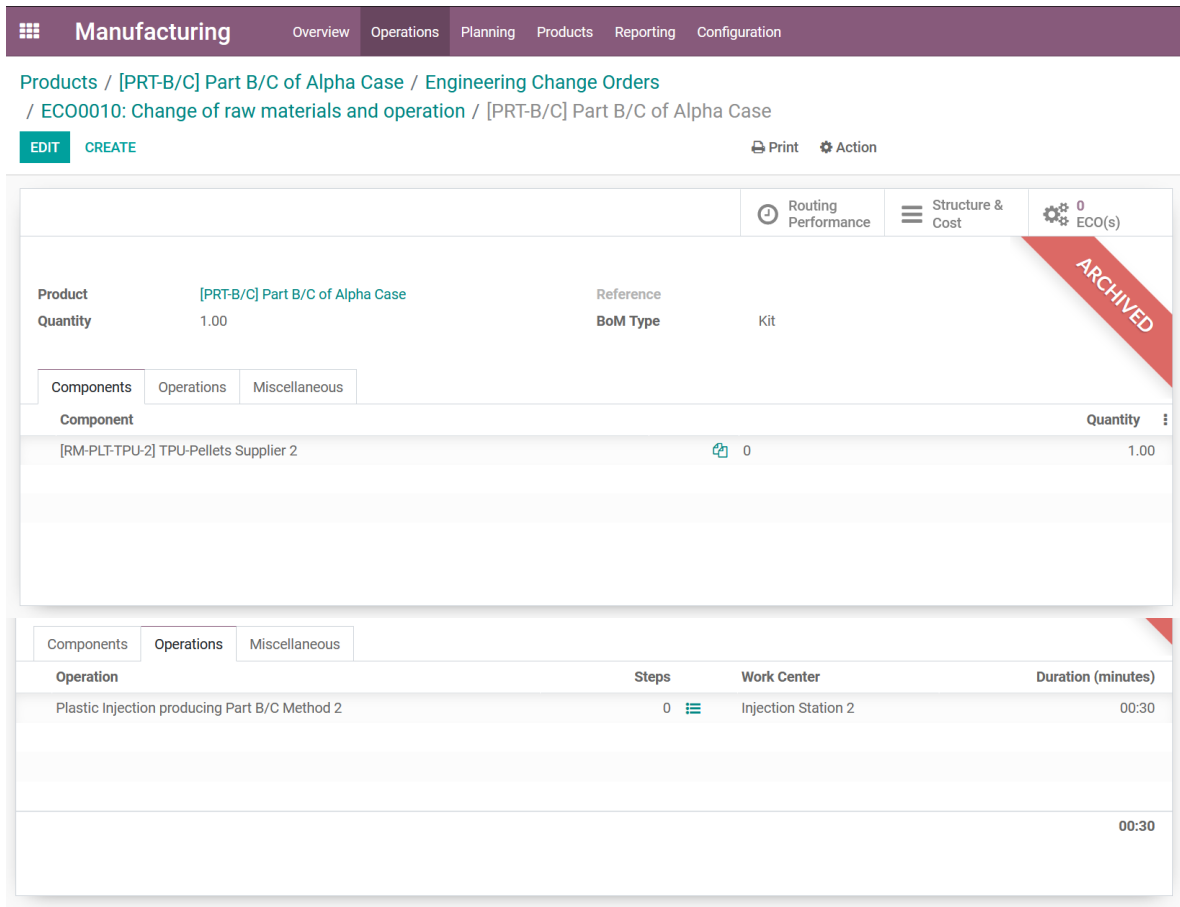 Manufacturing Overview Operations Planning Products Reporting Configuration
Products / [PRT-B/C] Part B/C of Alpha Case / Engineering Change Orders
/ ECO0010: Change of raw materials and operation / [PRT-B/C] Part B/C of Alpha Case
EDIT CREATE Print Action
Routing Performance
Structure & Cost
0 ECO(s)
ARCHIVED
Product [PRT-B/C] Part B/C of Alpha Case Reference
Quantity 1.00 BoM Type Kit
Components Operations Miscellaneous
Component Quantity
[RM-PLT-TPU-2] TPU-Pellets Supplier 2 0 1.00
Components Operations Miscellaneous
Operation Steps Work Center Duration (minutes)
Plastic Injection producing Part B/C Method 2 0 Injection Station 2 00:30
00:30